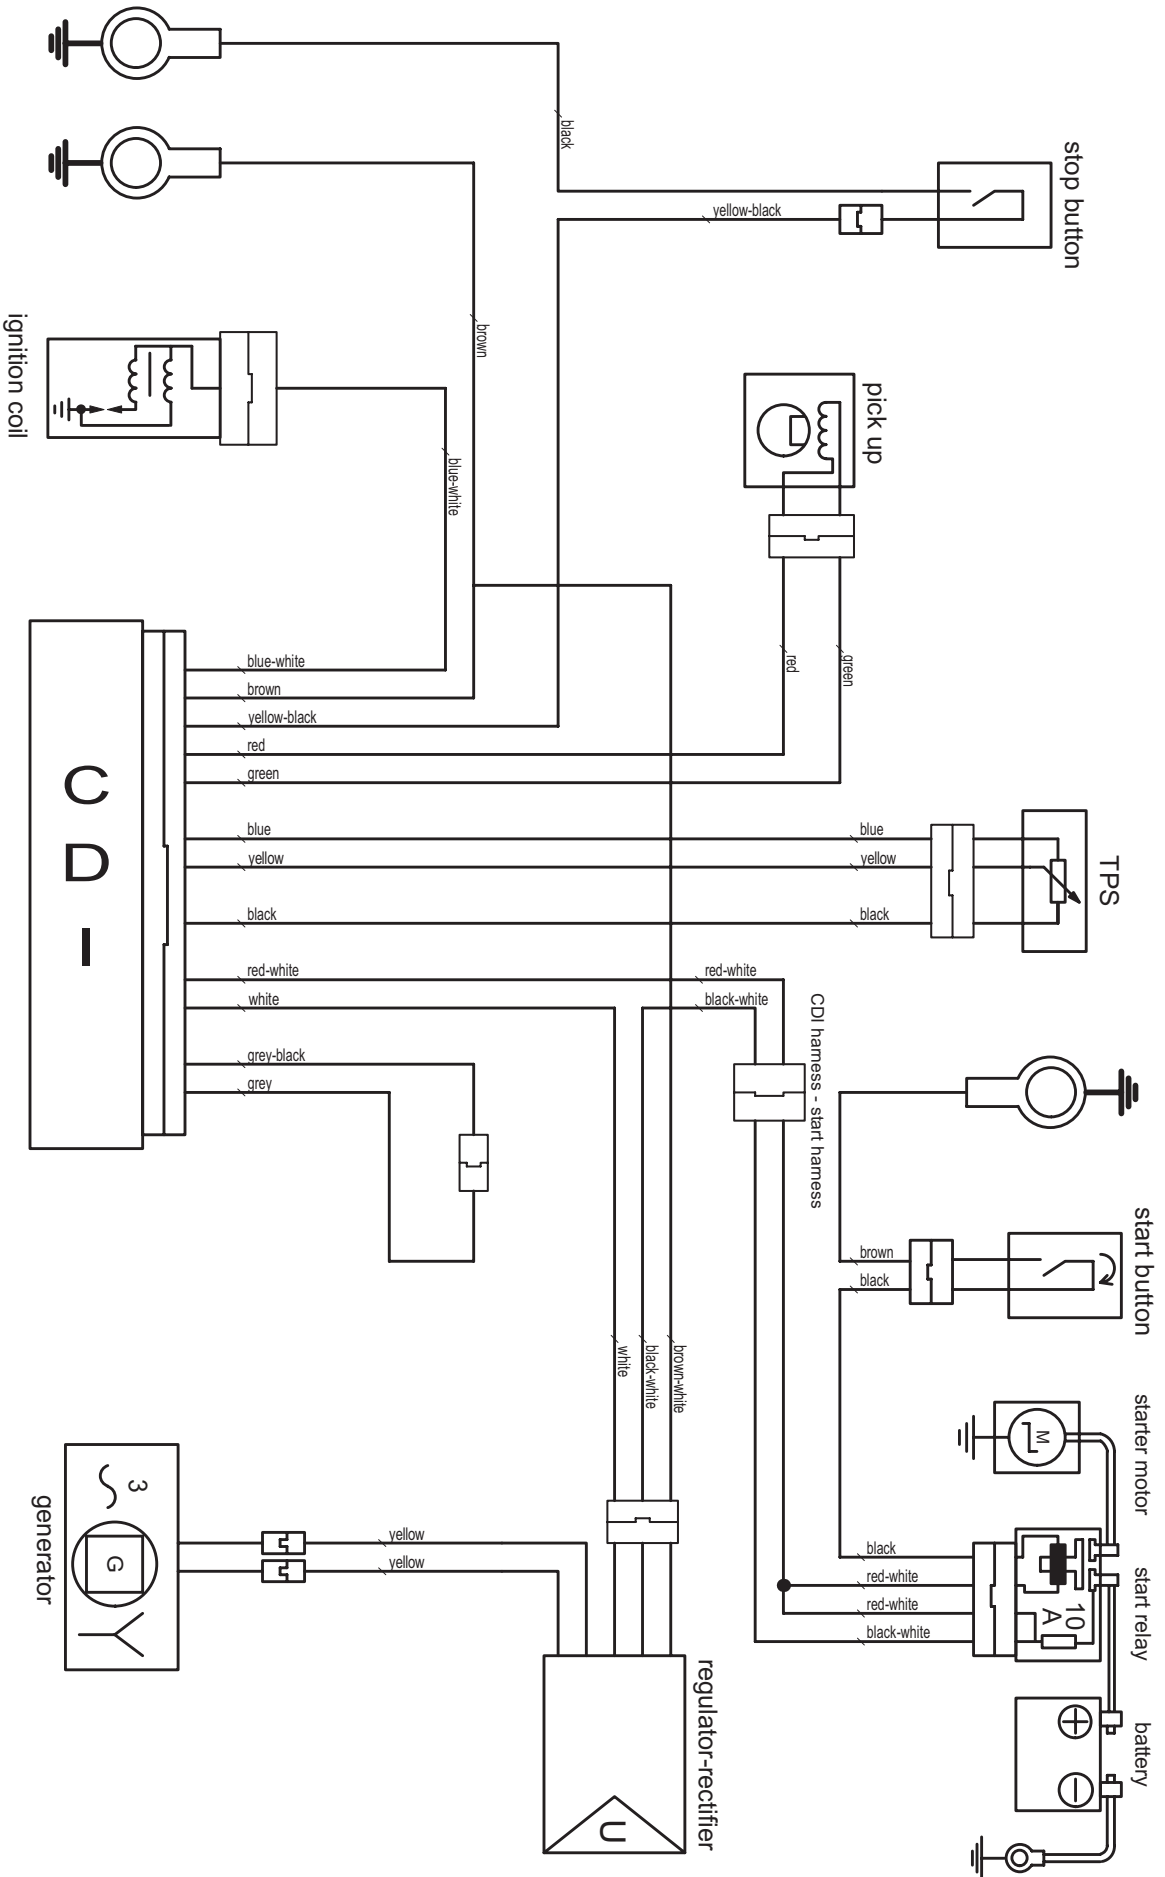 stop button
black
yellow-black
brown
ignition coil
pick up
blue-white
red
green
TPS
blue-white
brown
yellow-black
red
green
blue
blue
yellow
yellow
black
black
red-white
red-white
white
black-white
CDI harness - start harness
grey-black
grey
C
D
I
start button
brown
black
white
black-white
brown-white
starter motor
M
start relay
10
A
black
red-white
red-white
black-white
battery
+
−
3
G
generator
yellow
yellow
regulator-rectifier
U